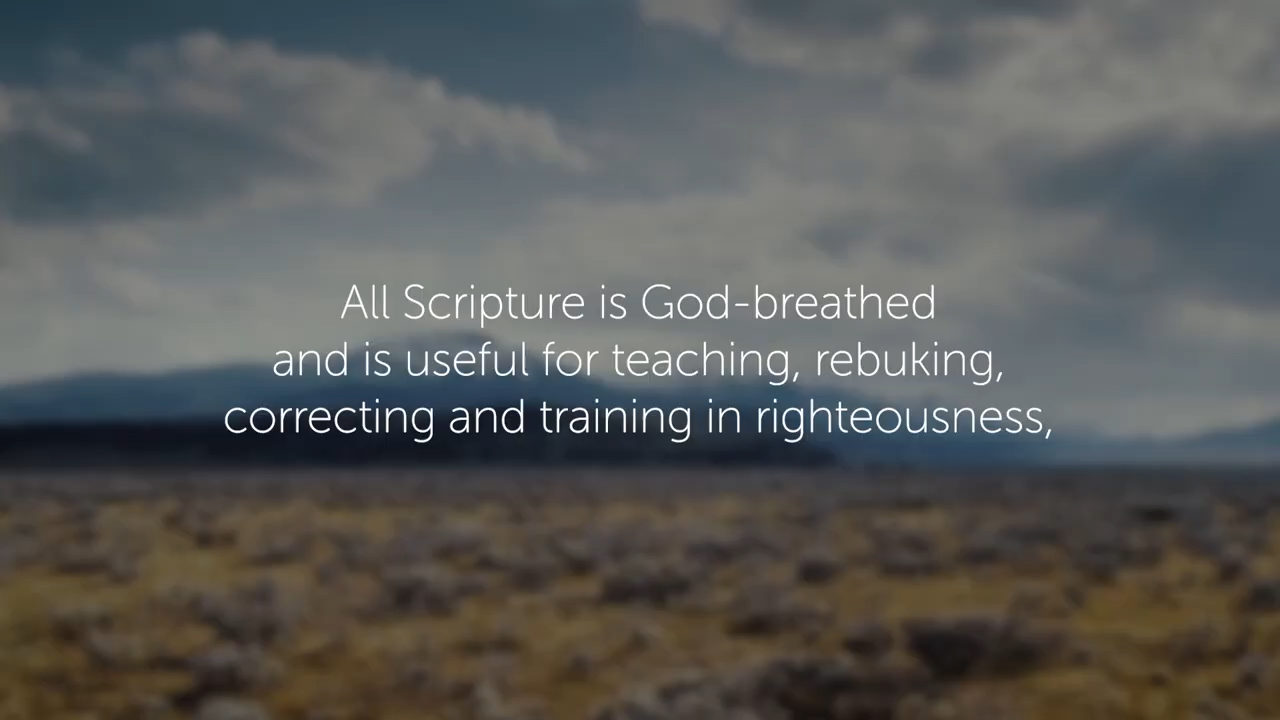 All Scripture is God-breathed
and is useful for teaching, rebuking,
correcting and training in righteousness,